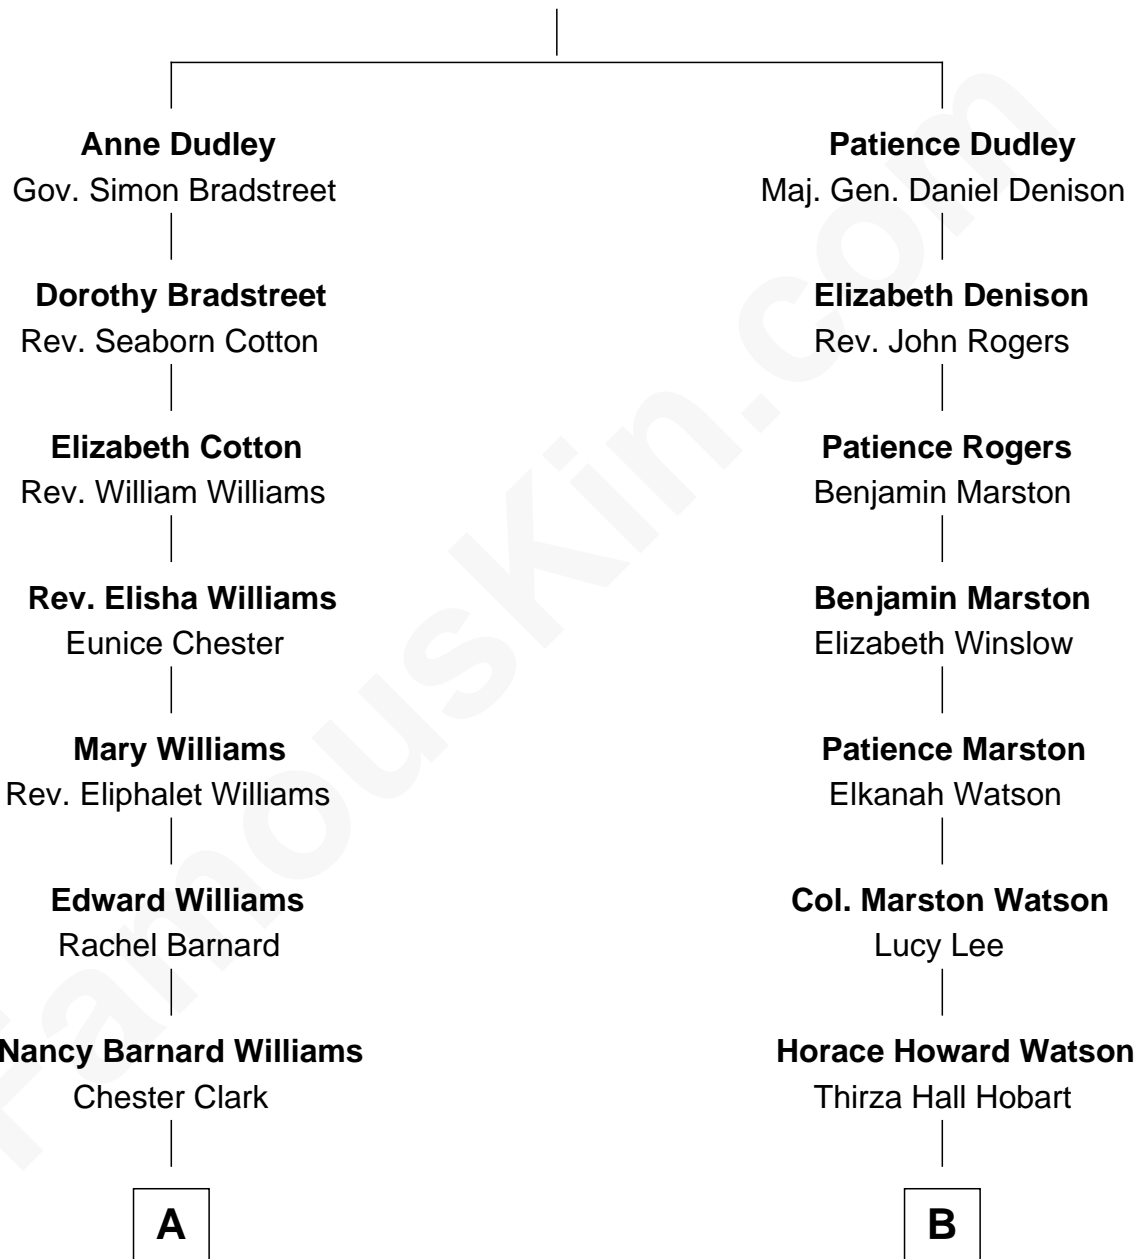 Anne Dudley
Gov. Simon Bradstreet
Dorothy Bradstreet
Rev. Seaborn Cotton
Elizabeth Cotton
Rev. William Williams
Rev. Elisha Williams
Eunice Chester
Mary Williams
Rev. Eliphalet Williams
Edward Williams
Rachel Barnard
Nancy Barnard Williams
Chester Clark
A
Patience Dudley
Maj. Gen. Daniel Denison
Elizabeth Denison
Rev. John Rogers
Patience Rogers
Benjamin Marston
Benjamin Marston
Elizabeth Winslow
Patience Marston
Elkanah Watson
Col. Marston Watson
Lucy Lee
Horace Howard Watson
Thirza Hall Hobart
B
FamousKin.com